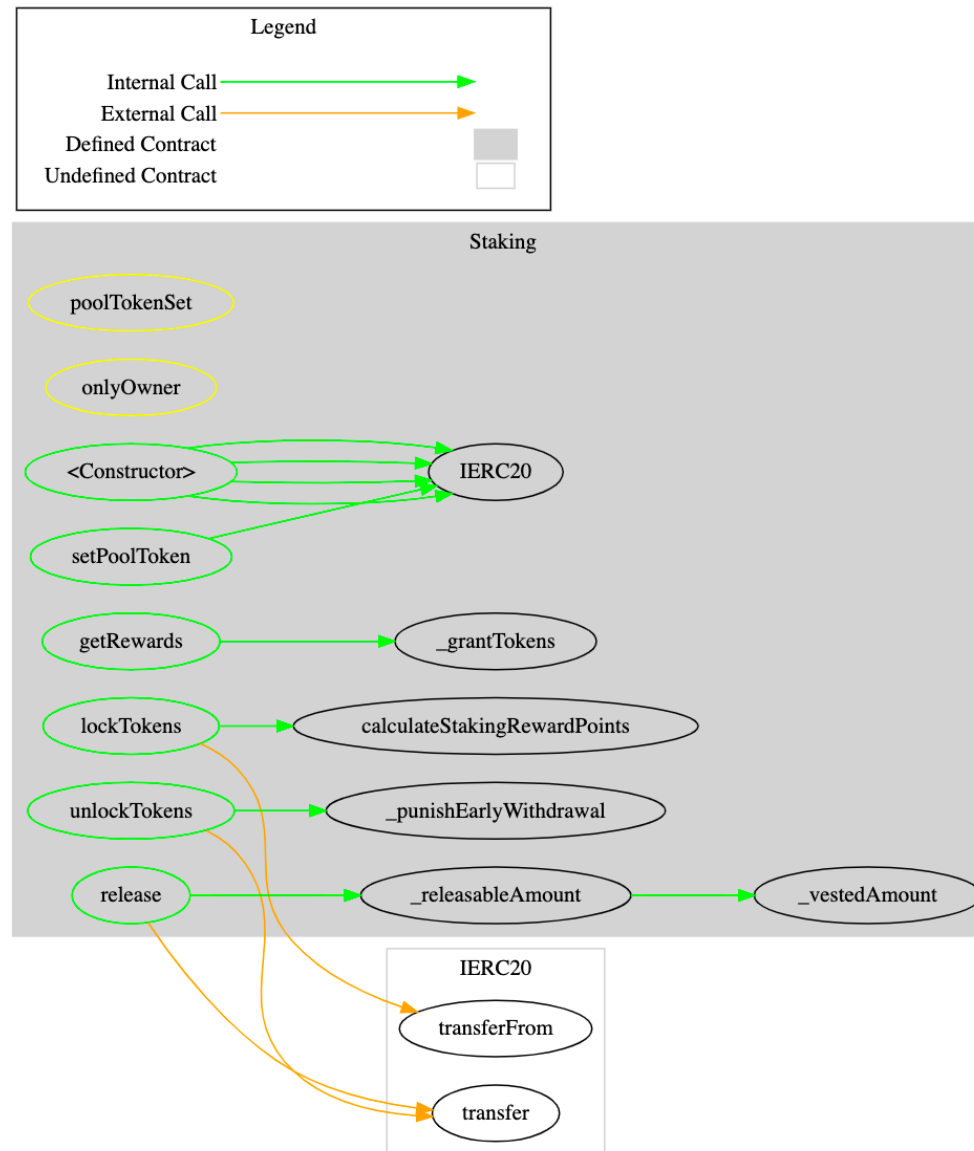 Legend
Internal Call
External Call
Defined Contract
Undefined Contract
Staking
poolTokenSet
onlyOwner
<Constructor>
IERC20
setPoolToken
getRewards
_grantTokens
lockTokens
calculateStakingRewardPoints
unlockTokens
_punishEarlyWithdrawal
release
_releasableAmount
_vestedAmount
IERC20
transferFrom
transfer